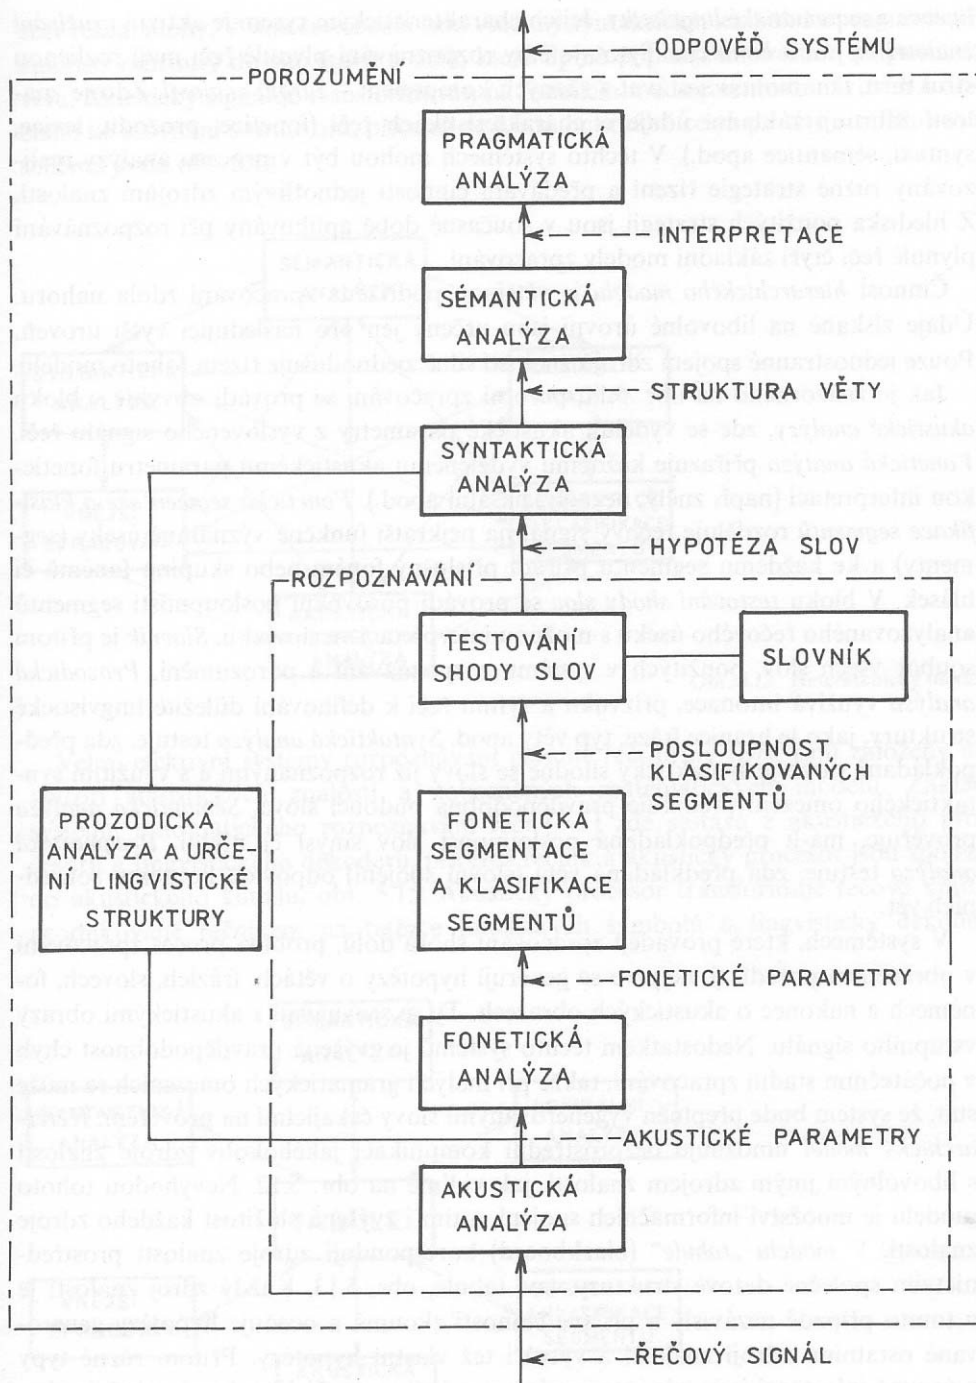 ODPOVĚĎ SYSTÉMU
POROZUMĚNÍ
PRAGMATICKÁ
ANALÝZA
INTERPRETACE
SÉMANTICKÁ
ANALÝZA
STRUKTURA VĚTY
SYNTAKTICKÁ
ANALÝZA
HYPOTÉZA SLOV
ROZPOZNÁVÁNÍ
TESTOVÁNÍ
SHODY SLOV
SLOVNÍK
POSLOUPNOST
KLASIFIKOVANÝCH
SEGMENTŮ
PROZODICKÁ
ANALÝZA A URČE-
NÍ LINGVISTICKÉ
STRUKTURY
FONETICKÁ
SEGMENTACE
A KLASIFIKACE
SEGMENTŮ
FONETICKÉ PARAMETRY
FONETICKÁ
ANALÝZA
AKUSTICKÉ PARAMETRY
AKUSTICKÁ
ANALÝZA
ŘEČOVÝ SIGNÁL